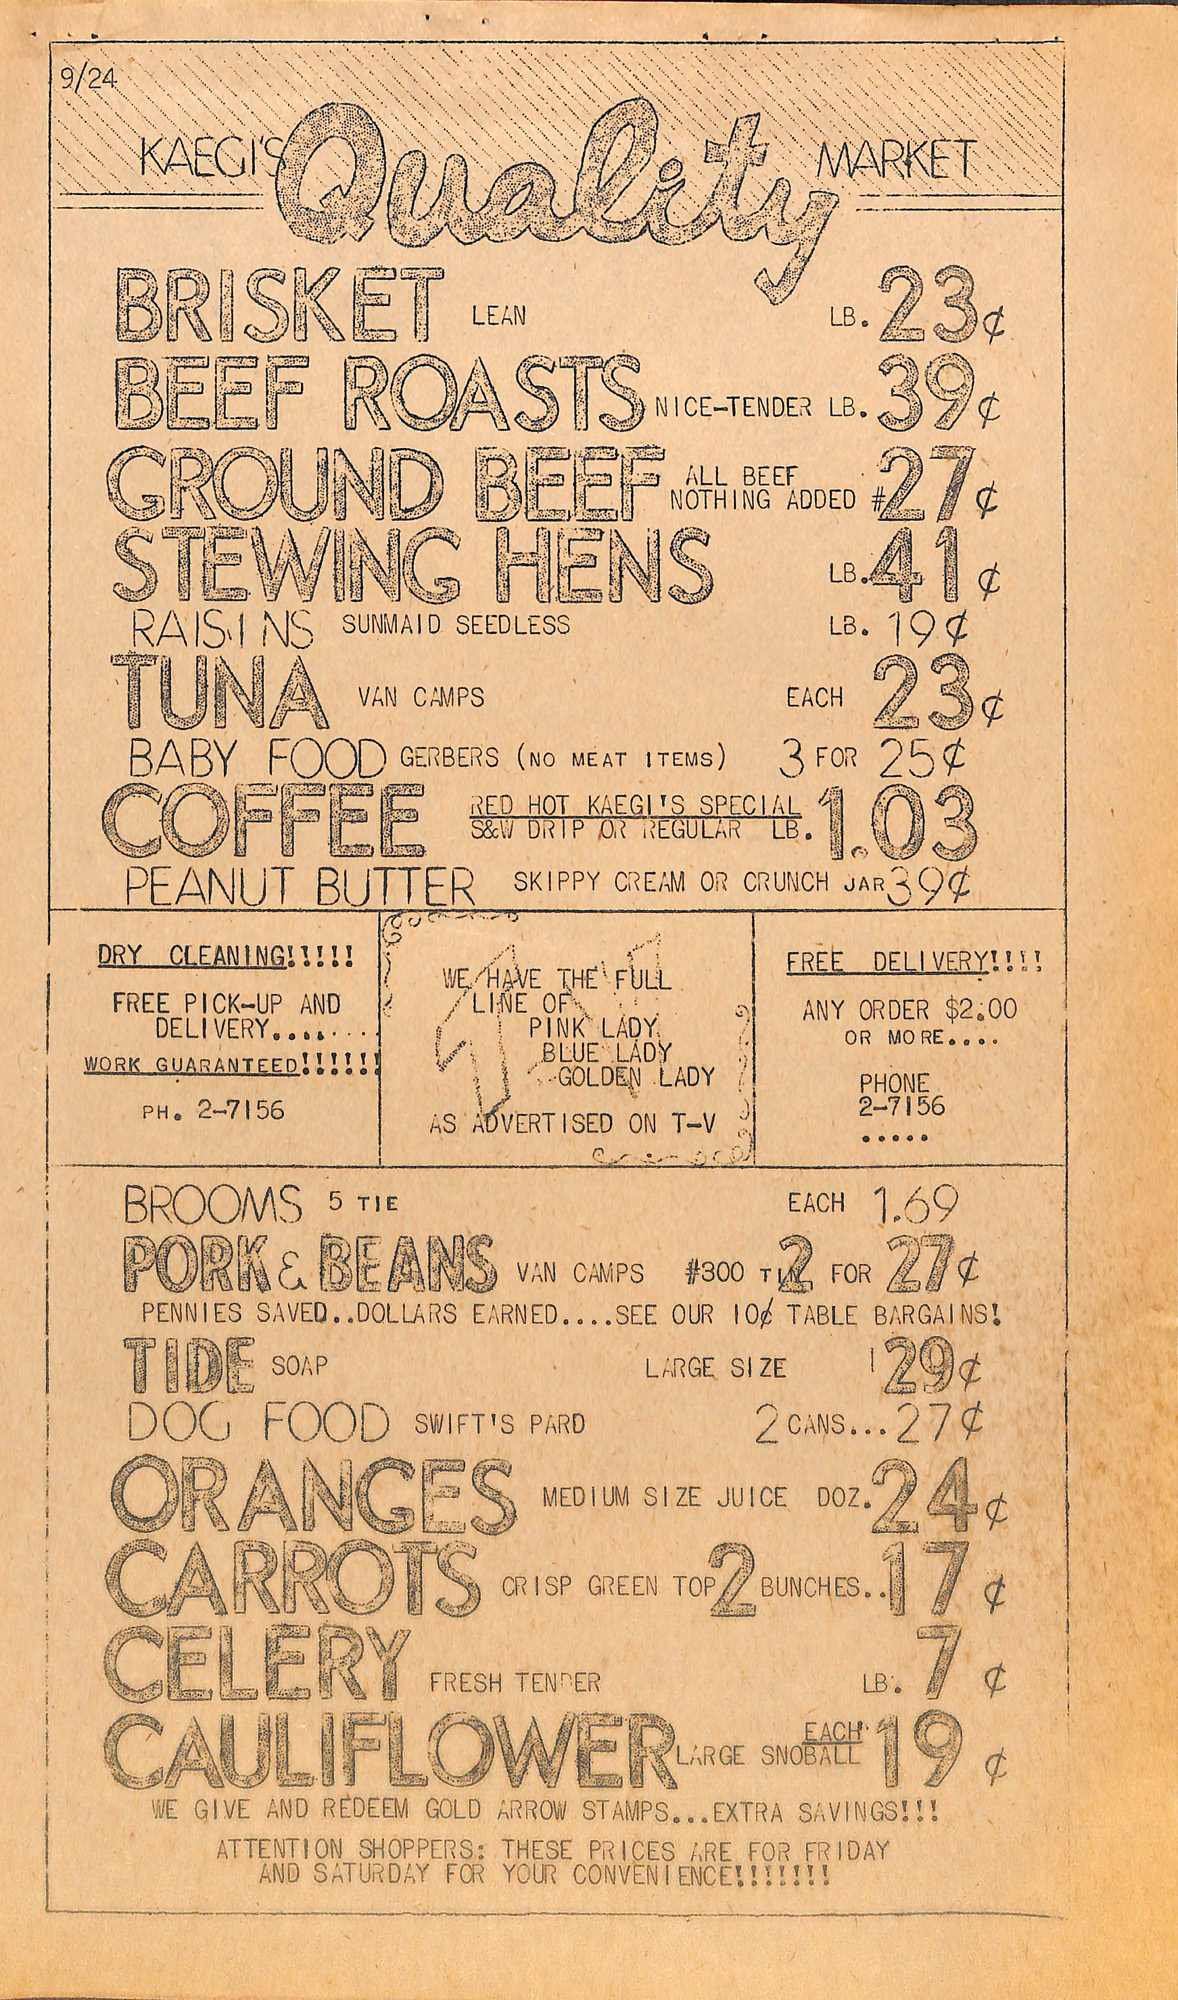 9/24
KAEGI'S Quality MARKET
BRISKET LEAN LB. 23¢
BEEF ROASTS NICE-TENDER LB. 39¢
GROUND BEEF ALL BEEF NOTHING ADDED # 27¢
STEWING HENS LB. 41¢
RAISINS SUNMAID SEEDLESS LB. 19¢
TUNA VAN CAMPS EACH 23¢
BABY FOOD GERBERS (NO MEAT ITEMS) 3 FOR 25¢
COFFEE RED HOT KAEGI'S SPECIAL
S&W DRIP OR REGULAR LB. 1.03
PEANUT BUTTER SKIPPY CREAM OR CRUNCH JAR 39¢
DRY CLEANING!!!!!
FREE PICK-UP AND
DELIVERY.......
WORK GUARANTEED!!!!!!
PH. 2-7156
WE HAVE THE FULL
LINE OF
PINK LADY
BLUE LADY
GOLDEN LADY
AS ADVERTISED ON T-V
FREE DELIVERY!!!!
ANY ORDER $2.00
OR MORE....
PHONE
2-7156
.....
BROOMS 5 TIE EACH 1.69
PORK & BEANS VAN CAMPS #300 TIN 2 FOR 27¢
PENNIES SAVED..DOLLARS EARNED....SEE OUR 10¢ TABLE BARGAINS!
TIDE SOAP LARGE SIZE 29¢
DOG FOOD SWIFT'S PARD 2 CANS...27¢
ORANGES MEDIUM SIZE JUICE DOZ. 24¢
CARROTS CRISP GREEN TOP 2 BUNCHES..17¢
CELERY FRESH TENDER LB. 7¢
CAULIFLOWER LARGE SNOBALL EACH 19¢
WE GIVE AND REDEEM GOLD ARROW STAMPS...EXTRA SAVINGS!!!
ATTENTION SHOPPERS: THESE PRICES ARE FOR FRIDAY
AND SATURDAY FOR YOUR CONVENIENCE!!!!!!!